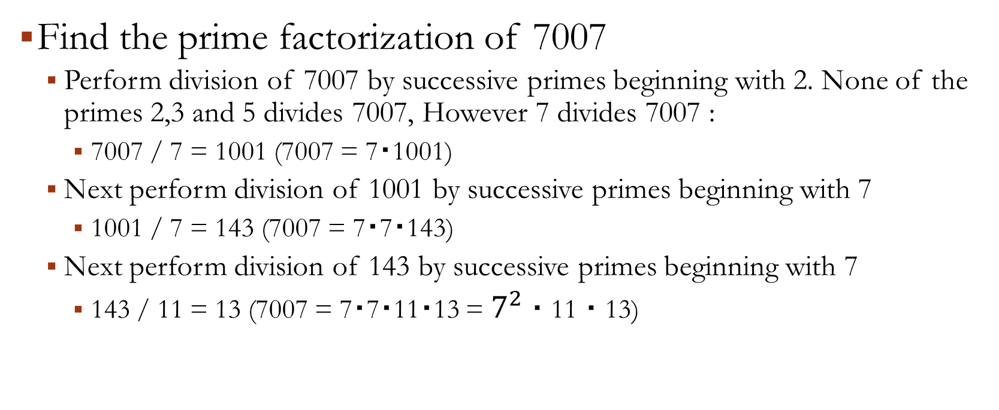 ▪Find the prime factorization of 7007
▪ Perform division of 7007 by successive primes beginning with 2. None of the
primes 2,3 and 5 divides 7007, However 7 divides 7007 :
▪ 7007 / 7 = 1001 (7007 = 7▪1001)
▪ Next perform division of 1001 by successive primes beginning with 7
▪ 1001 / 7 = 143 (7007 = 7▪7▪143)
▪ Next perform division of 143 by successive primes beginning with 7
▪ 143 / 11 = 13 (7007 = 7▪7▪11▪13 = 7² ▪ 11 ▪ 13)